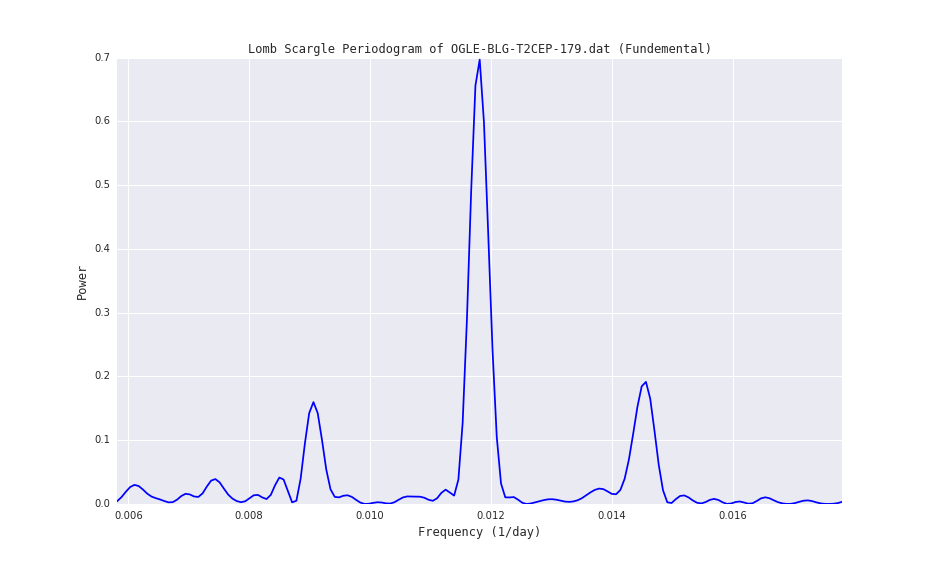 Lomb Scargle Periodogram of OGLE-BLG-T2CEP-179.dat (Fundemental)
0.7
0.6
0.5
0.4
0.3
0.2
0.1
0.0
Power
0.006 0.008 0.010 0.012 0.014 0.016
Frequency (1/day)